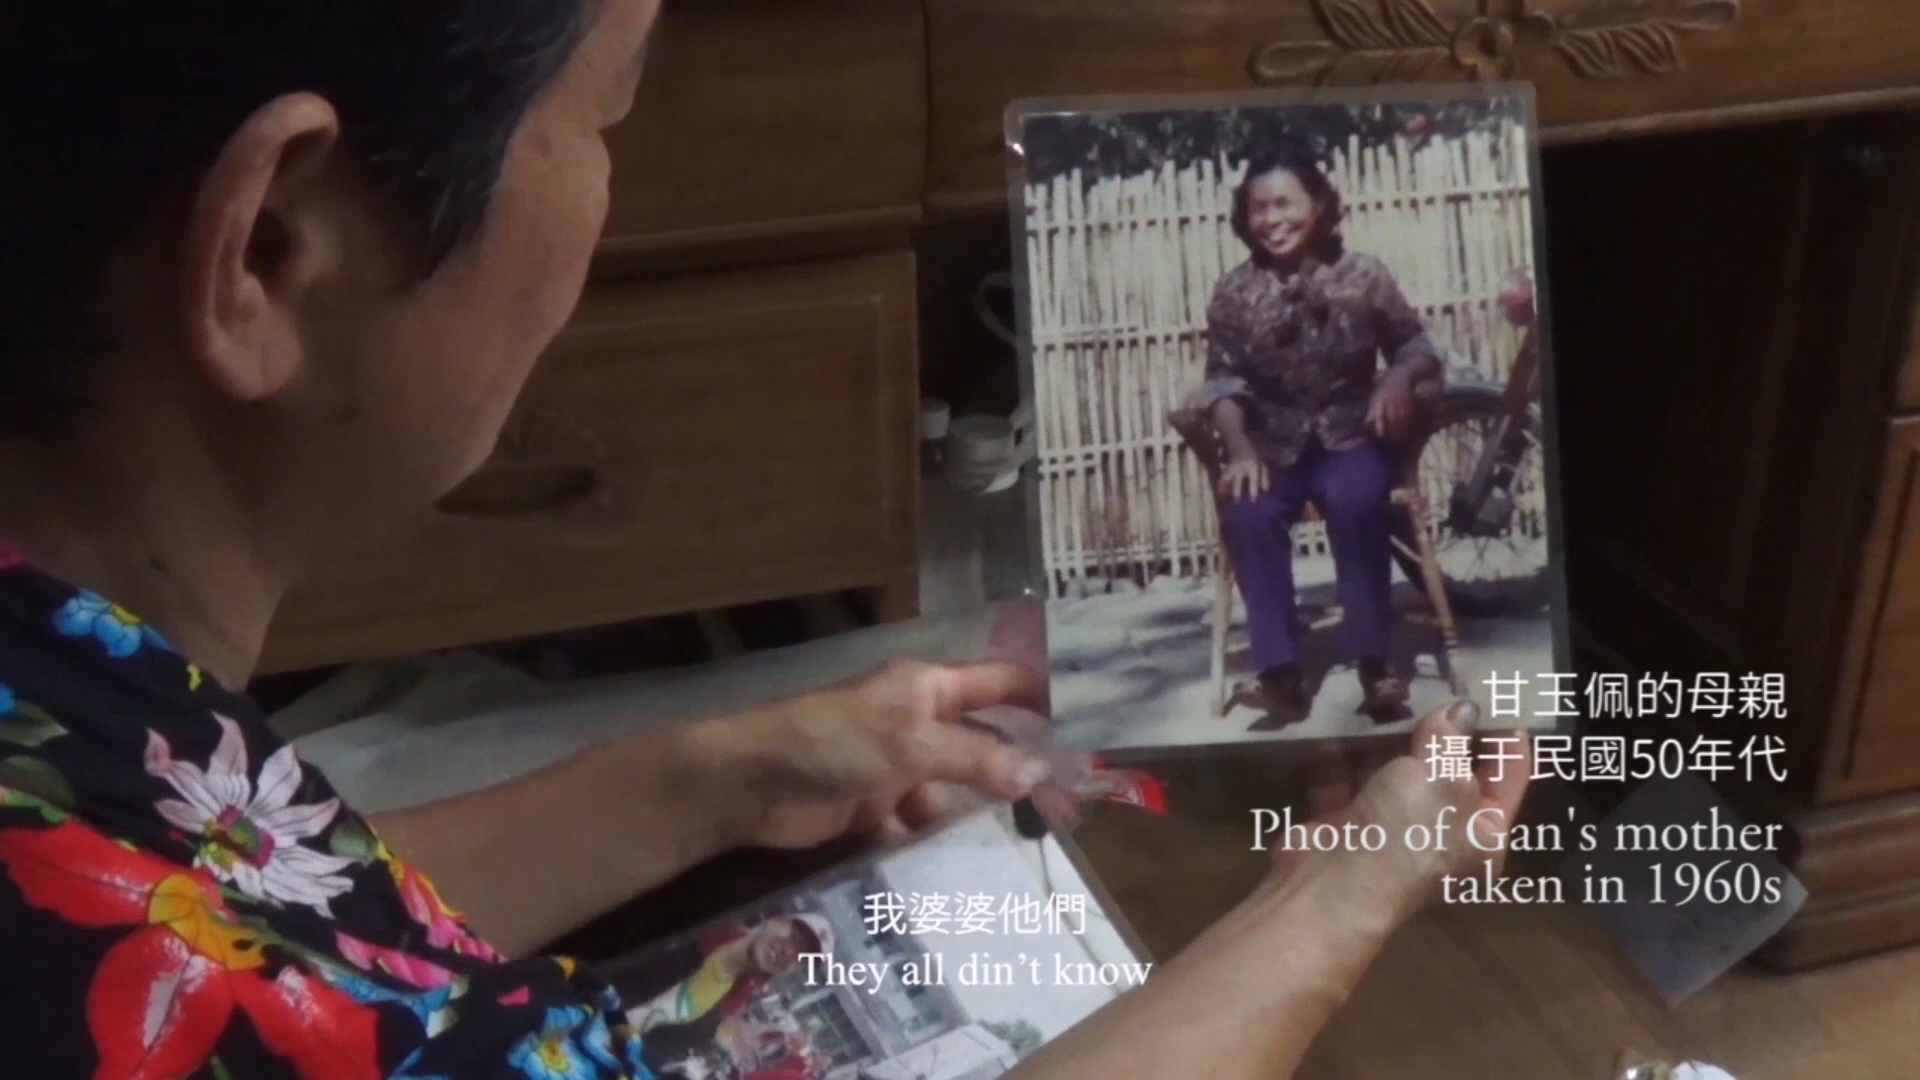 甘玉佩的母親
攝于民國50年代
Photo of Gan's mother
taken in 1960s
我婆婆他們
They all din’t know